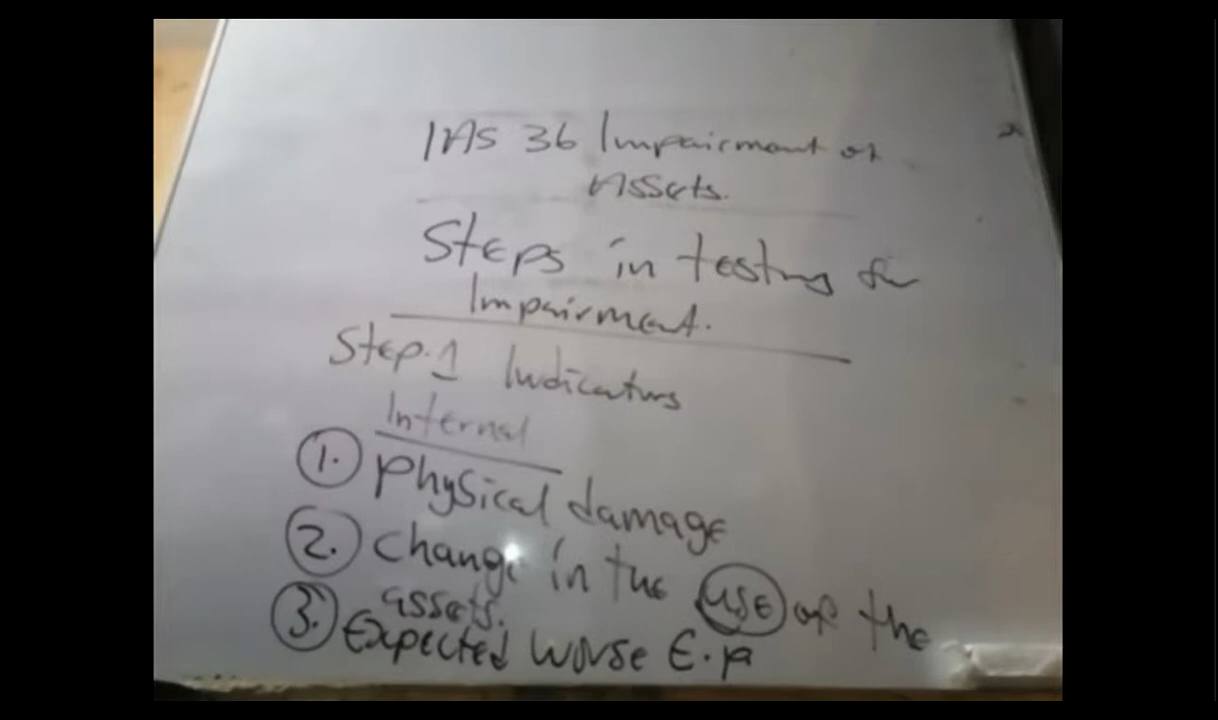 IAS 36 Impairment of
Assets.
Steps in testing for
Impairment.
Step.1 Indicators
Internal
1. physical damage
2. change in the use of the
assets.
3. Expected worse E.P